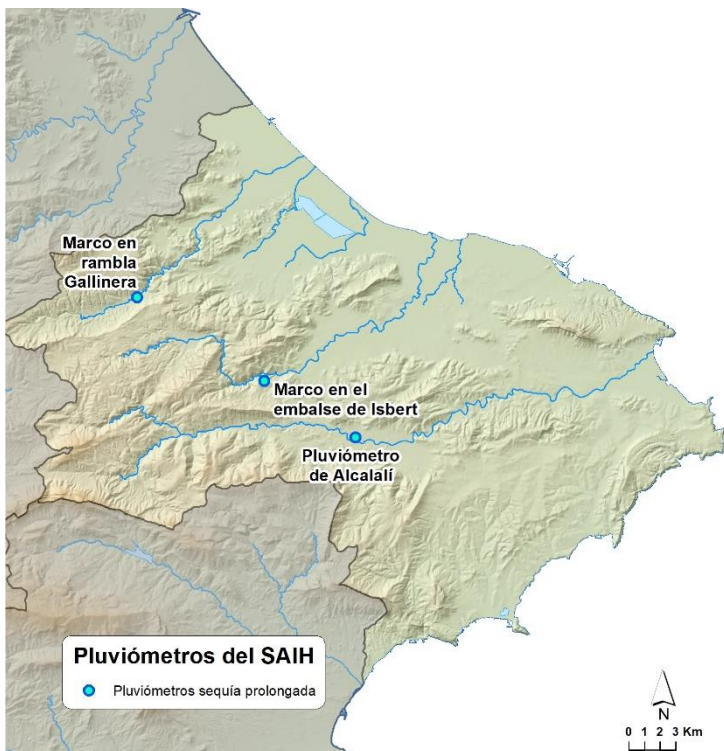 Marco en
rambla
Gallinera
Marco en el
embalse de Isbert
Pluviómetro
de Alcalalí
Pluviómetros del SAIH
Pluviómetros sequía prolongada
N
0 1 2 3 Km